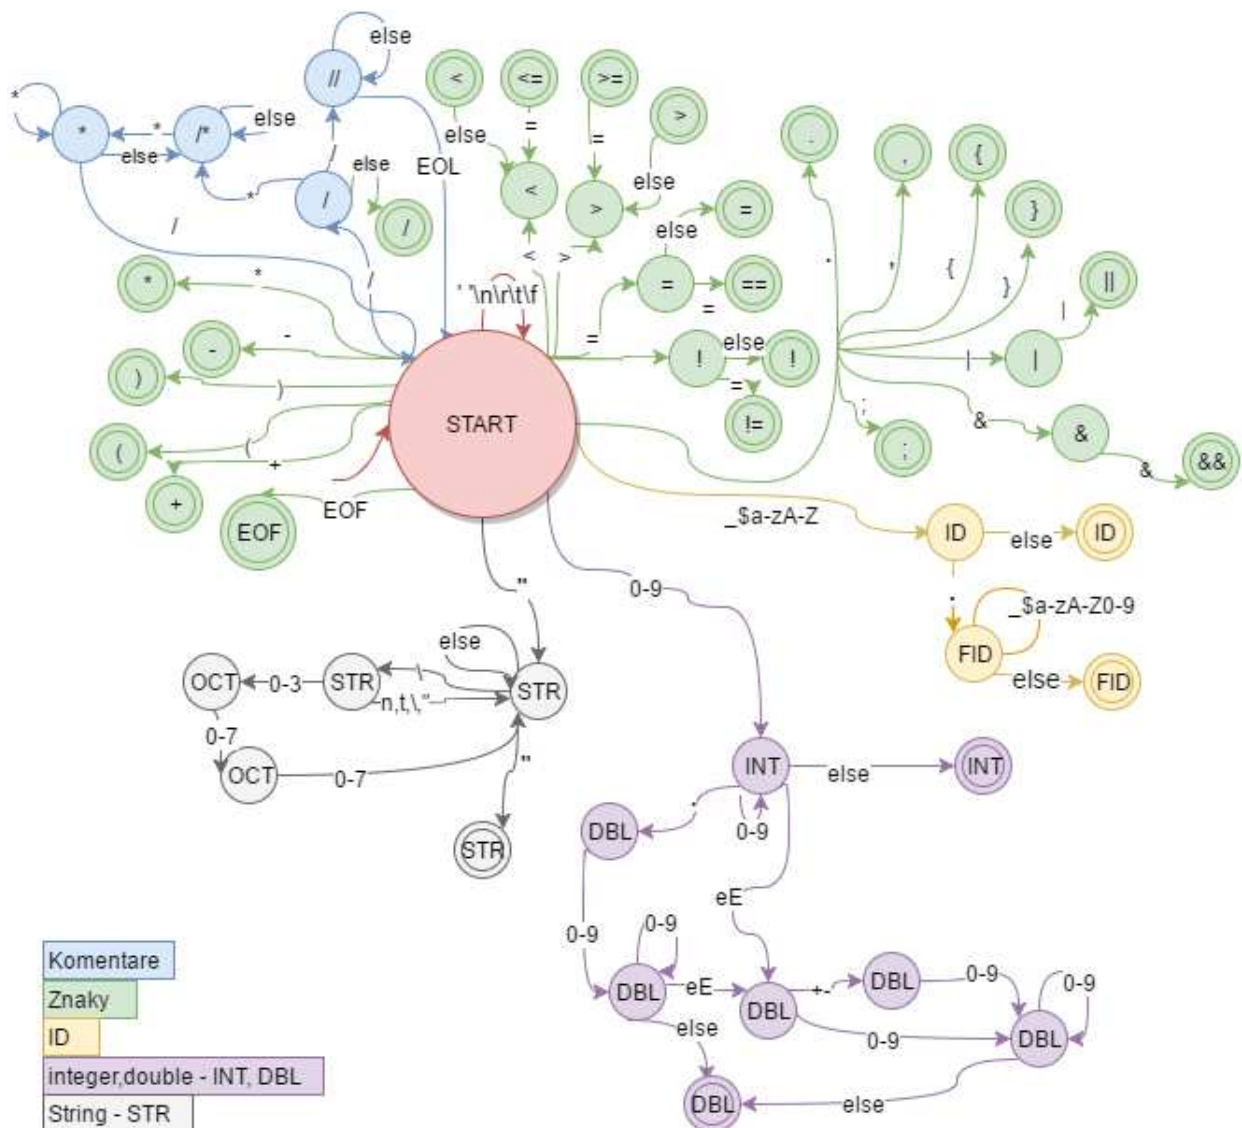 else
//
<
<=
>=
>
*
*
*
/*
else
else
else
=
=
.
,
{
}
/
EOL
else
<
>
else
else
=
/
*
/
/
/
*
*
' '\n\r\t\f
<
>
=
=
==
=
.
,
{
}
|
||
|
-
-
!
else
!
=
!=
)
)
START
;
;
&
&
&
&&
(
(
+
+
EOF
EOF
_$a-zA-Z
ID
else
ID
"
0-9
.
_$a-zA-Z0-9
FID
else
FID
else
OCT
0-3
STR
\
n,t,\,"
STR
0-7
OCT
0-7
"
INT
else
INT
.
0-9
DBL
STR
eE
0-9
0-9
DBL
eE
DBL
+-
DBL
0-9
0-9
else
0-9
DBL
DBL
else
Komentare
Znaky
ID
integer,double - INT, DBL
String - STR